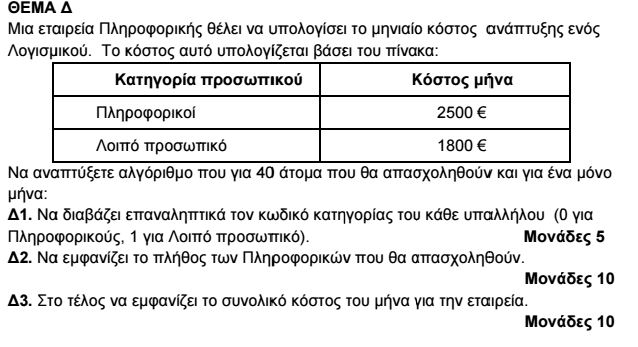 ΘΕΜΑ Δ
Μια εταιρεία Πληροφορικής θέλει να υπολογίσει το μηνιαίο κόστος ανάπτυξης ενός
Λογισμικού. Το κόστος αυτό υπολογίζεται βάσει του πίνακα:
Κατηγορία προσωπικού Κόστος μήνα
Πληροφορικοί 2500 €
Λοιπό προσωπικό 1800 €
Να αναπτύξετε αλγόριθμο που για 40 άτομα που θα απασχοληθούν και για ένα μόνο
μήνα:
Δ1. Να διαβάζει επαναληπτικά τον κωδικό κατηγορίας του κάθε υπαλλήλου (0 για
Πληροφορικούς, 1 για Λοιπό προσωπικό). Μονάδες 5
Δ2. Να εμφανίζει το πλήθος των Πληροφορικών που θα απασχοληθούν.
Μονάδες 10
Δ3. Στο τέλος να εμφανίζει το συνολικό κόστος του μήνα για την εταιρεία.
Μονάδες 10